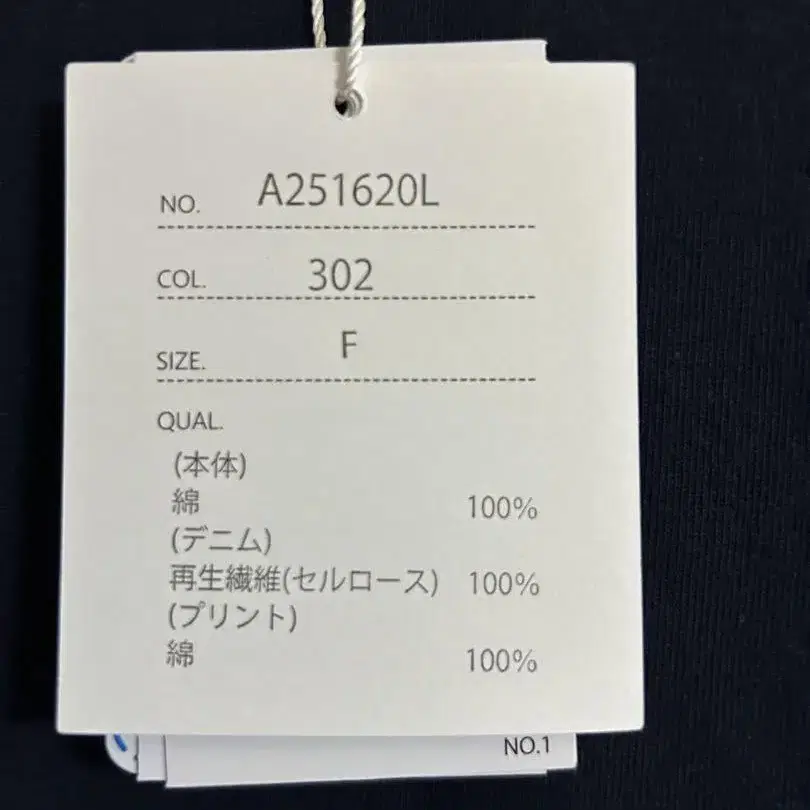 NO. A251620L
COL. 302
SIZE. F
QUAL.
(本体)
綿 100%
(デニム)
再生繊維(セルロース) 100%
(プリント)
綿 100%
NO.1